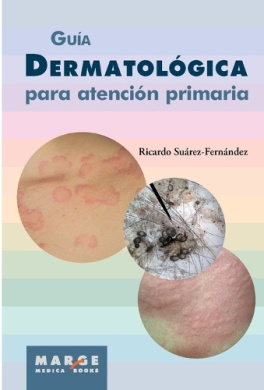 GUÍA
DERMATOLÓGICA
para atención primaria
Ricardo Suárez-Fernández
MARGE
MEDICA BOOKS